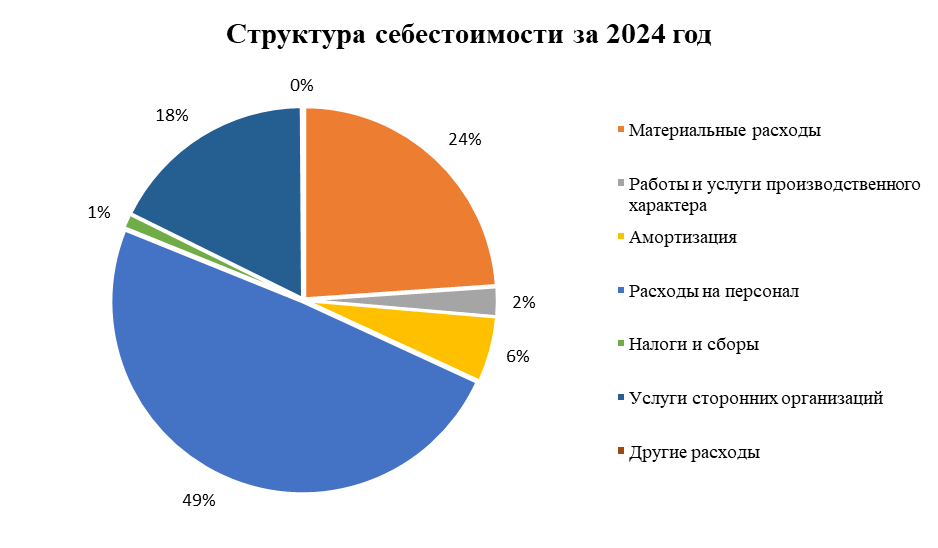 Структура себестоимости за 2024 год
0%
18%
24%
1%
2%
6%
49%
Материальные расходы
Работы и услуги производственного
характера
Амортизация
Расходы на персонал
Налоги и сборы
Услуги сторонних организаций
Другие расходы